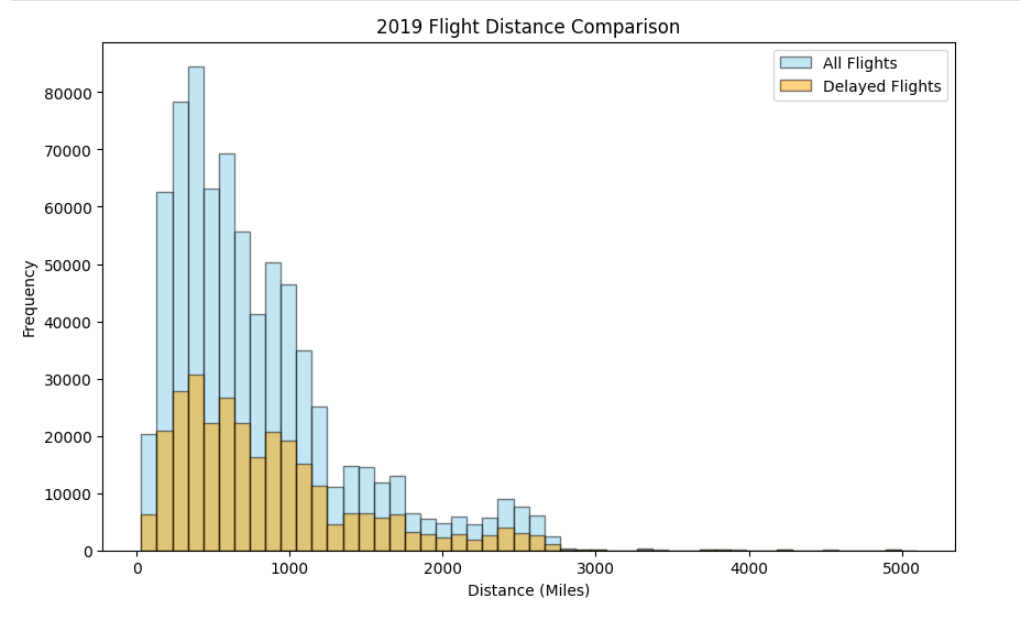 2019 Flight Distance Comparison
All Flights
Delayed Flights
80000
70000
60000
50000
40000
30000
20000
10000
0
Frequency
0 1000 2000 3000 4000 5000
Distance (Miles)